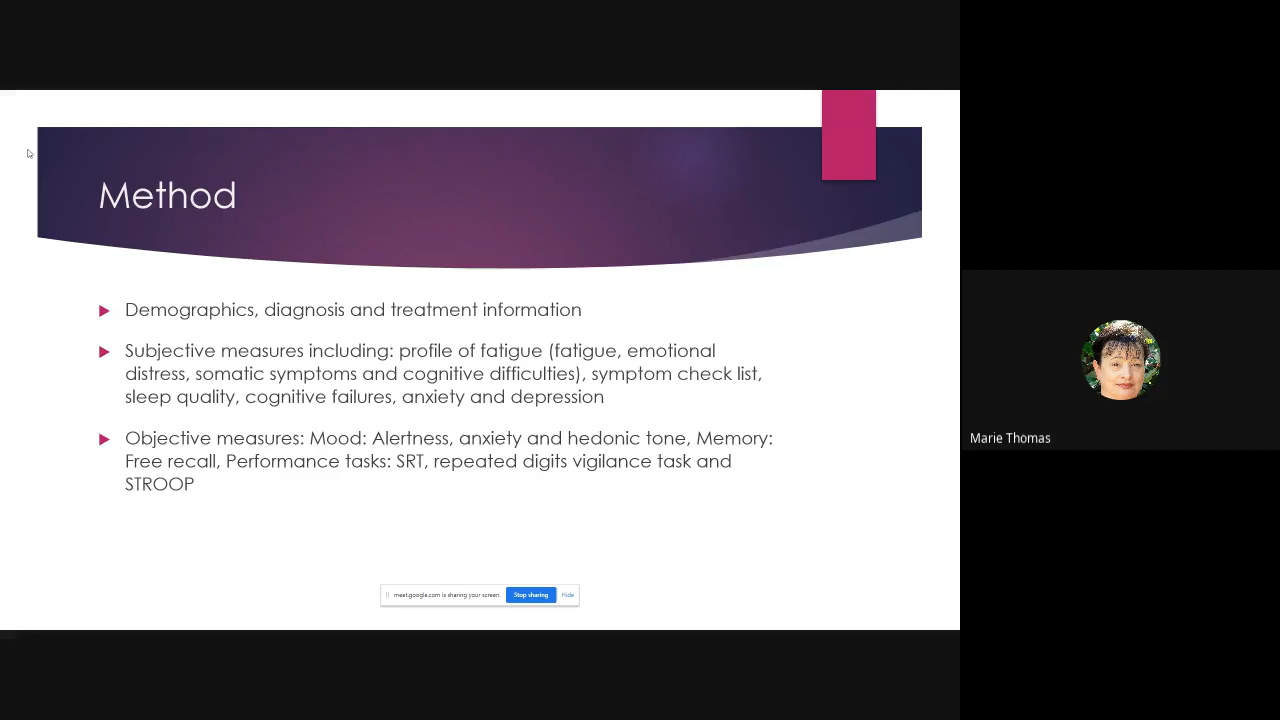 Method
Demographics, diagnosis and treatment information
Subjective measures including: profile of fatigue (fatigue, emotional
distress, somatic symptoms and cognitive difficulties), symptom check list,
sleep quality, cognitive failures, anxiety and depression
Objective measures: Mood: Alertness, anxiety and hedonic tone, Memory:
Free recall, Performance tasks: SRT, repeated digits vigilance task and
STROOP
meet.google.com is sharing your screen. Stop sharing Hide
Marie Thomas